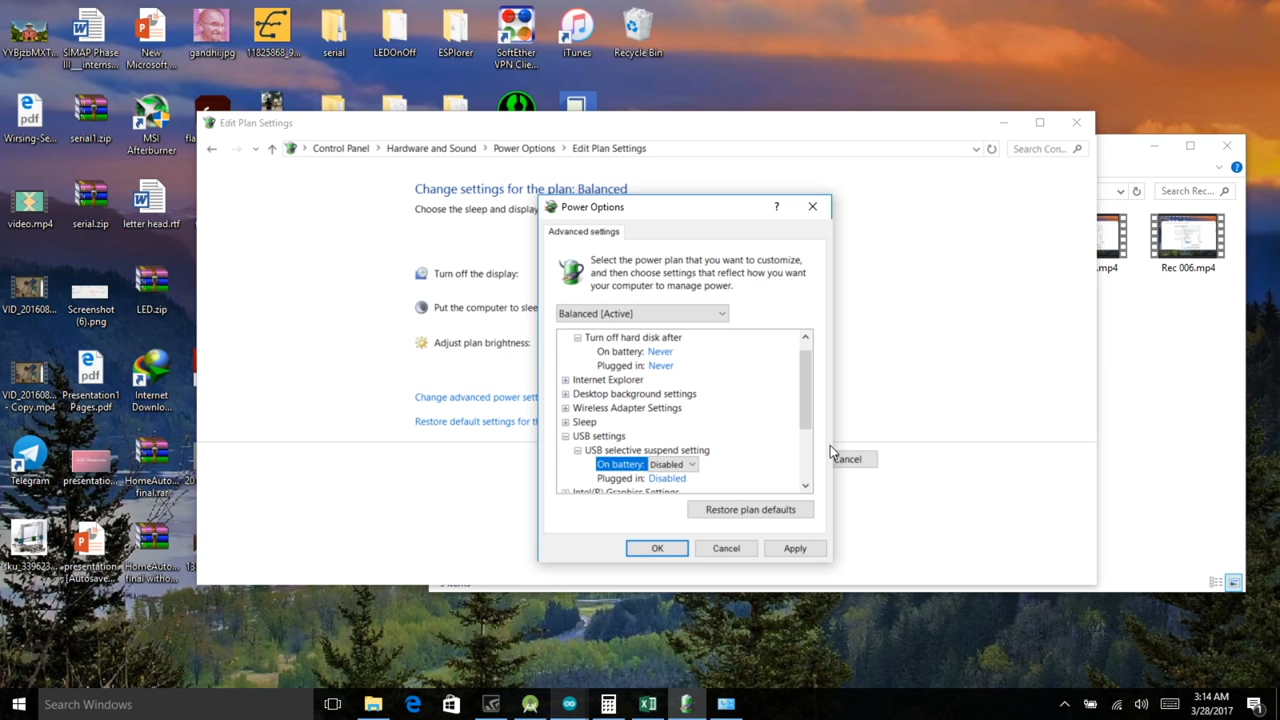 YYBjzbMXT...
SIMAP Phase
III__interns...
New
Microsoft ...
gandhi.jpg
11825868_9...
serial
LEDOnOff
ESPlorer
SoftEther
VPN Clie...
iTunes
Recycle Bin
Wirsing-Se...
serial1.zip
MSI
Afterburner
video.mp4
serial.zip
letter head.rtf
VID_201608...
Screenshot
(6).png
LED.zip
VID_201608...
- Copy.mp4
Presentation1
Pages.pdf
Internet
Downlo...
Telegram
presentatio...
HomeAuto...
final.rar
sku_339623...
presentation
[Autosave...
HomeAuto...
final witho...
Edit Plan Settings
Control Panel > Hardware and Sound > Power Options > Edit Plan Settings
Search Con...
Change settings for the plan: Balanced
Choose the sleep and display
Turn off the display:
Put the computer to slee
Adjust plan brightness:
Change advanced power sett
Restore default settings for t
Cancel
Power Options
?
Advanced settings
Select the power plan that you want to customize,
and then choose settings that reflect how you want
your computer to manage power.
Balanced [Active]
Turn off hard disk after
On battery: Never
Plugged in: Never
Internet Explorer
Desktop background settings
Wireless Adapter Settings
Sleep
USB settings
USB selective suspend setting
On battery: Disabled
Plugged in: Disabled
Intel(R) Graphics Settings
Restore plan defaults
OK
Cancel
Apply
Search Rec...
.mp4
Rec 006.mp4
Search Windows
3:14 AM
3/28/2017